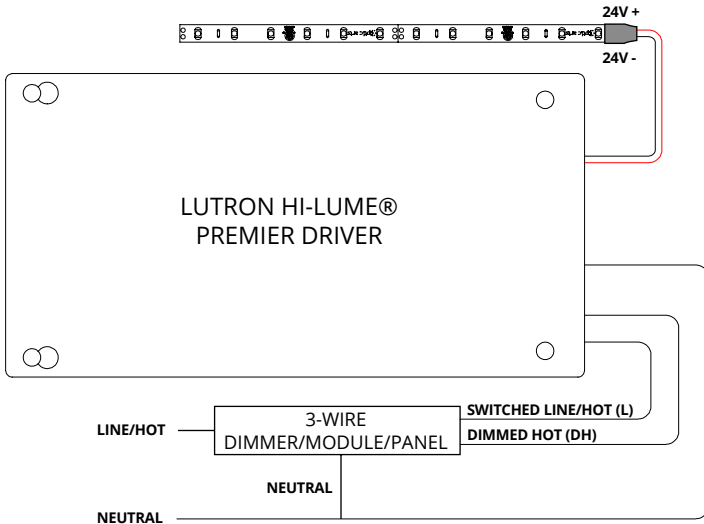 24V +
24V -
LUTRON HI-LUME®
PREMIER DRIVER
SWITCHED LINE/HOT (L)
LINE/HOT
3-WIRE
DIMMER/MODULE/PANEL
DIMMED HOT (DH)
NEUTRAL
NEUTRAL